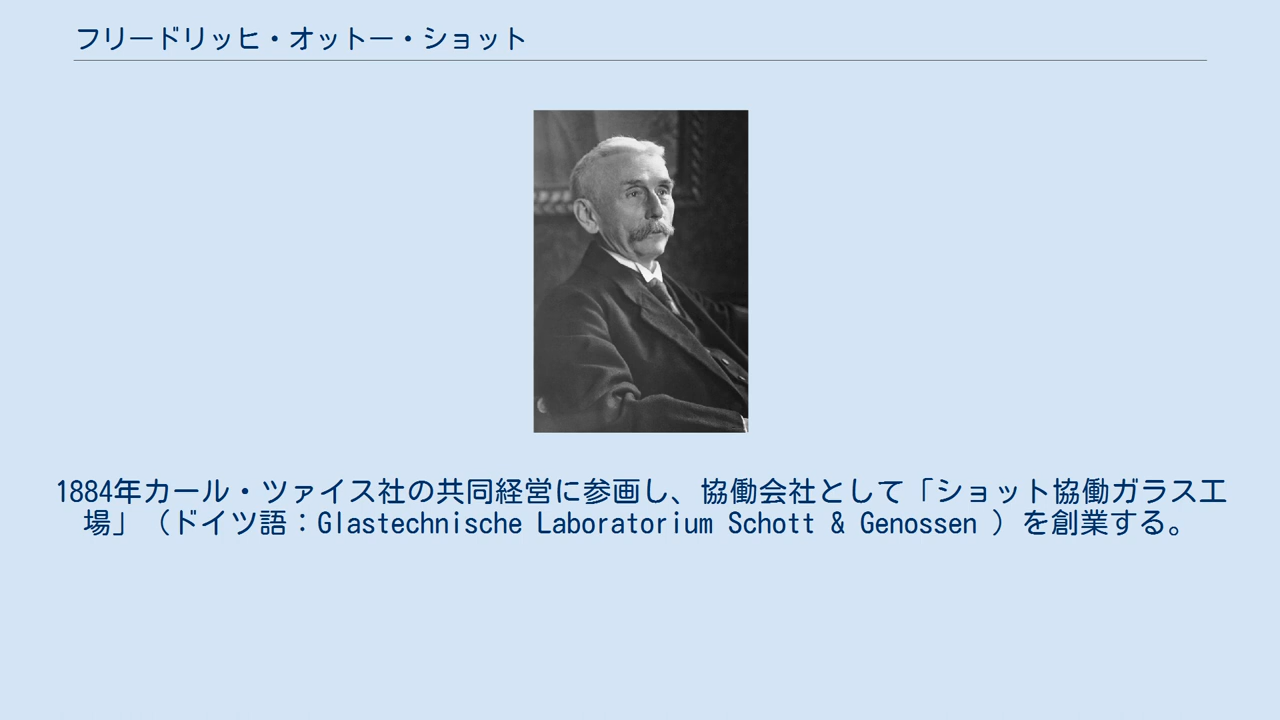 フリードリッヒ・オットー・ショット
1884年カール・ツァイス社の共同経営に参画し、協働会社として「ショット協働ガラス工
場」（ドイツ語：Glastechnische Laboratorium Schott & Genossen ）を創業する。